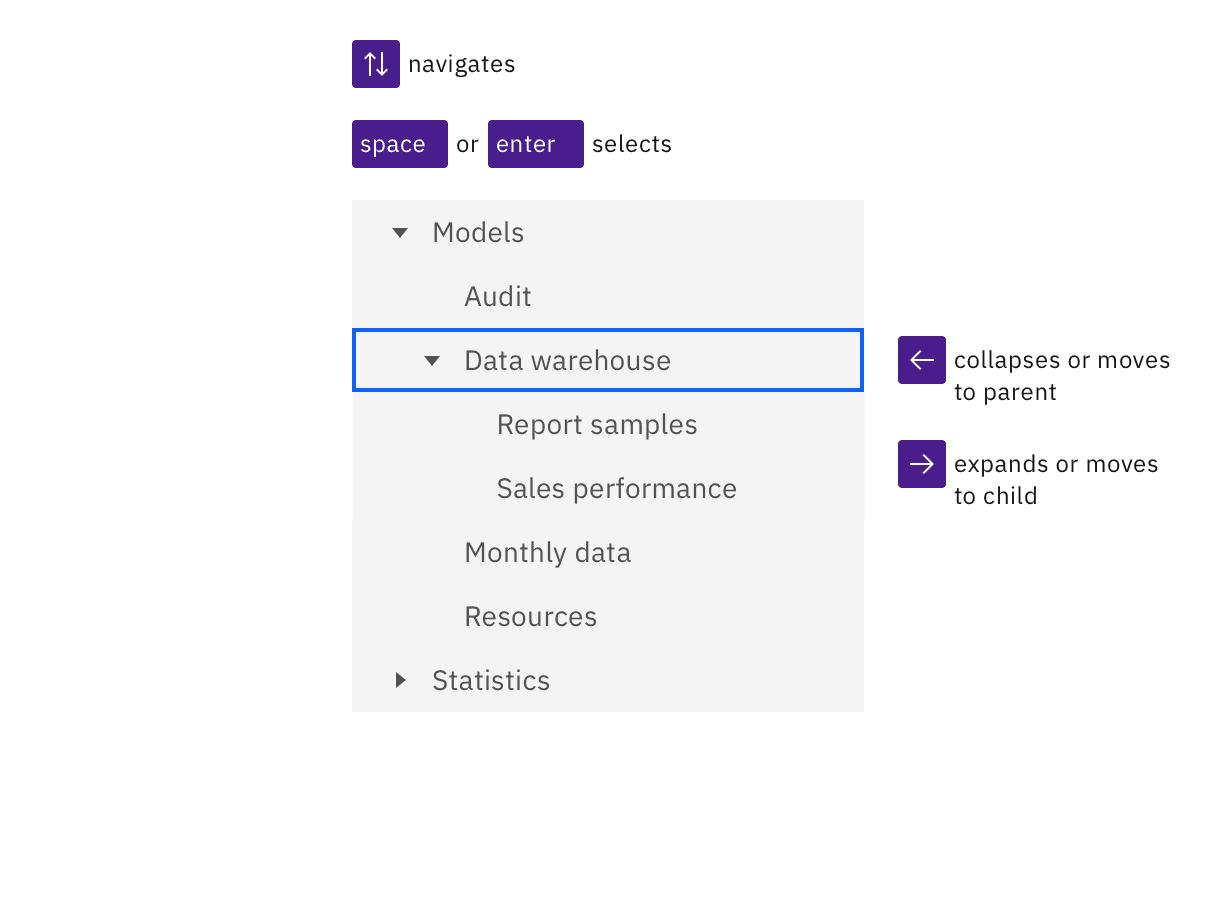 navigates
space or enter selects
Models
Audit
Data warehouse
Report samples
Sales performance
Monthly data
Resources
Statistics
collapses or moves
to parent
expands or moves
to child